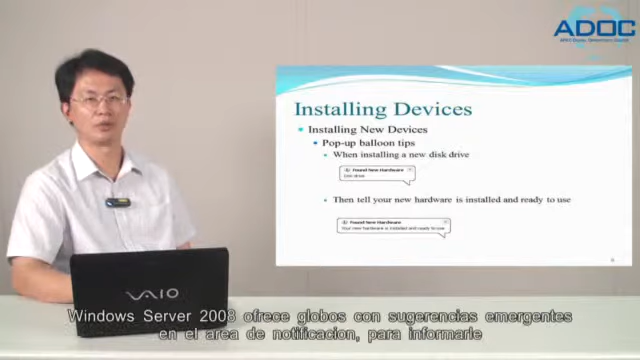 ADOC
Installing Devices
Installing New Devices
Pop-up balloon tips
When installing a new disk drive
Found New Hardware
Disk drive
Then tell your new hardware is installed and ready to use
Found New Hardware
Your new hardware is installed and ready to use
VAIO
Windows Server 2008 ofrece globos con sugerencias emergentes
en el area de notificacion, para informarle